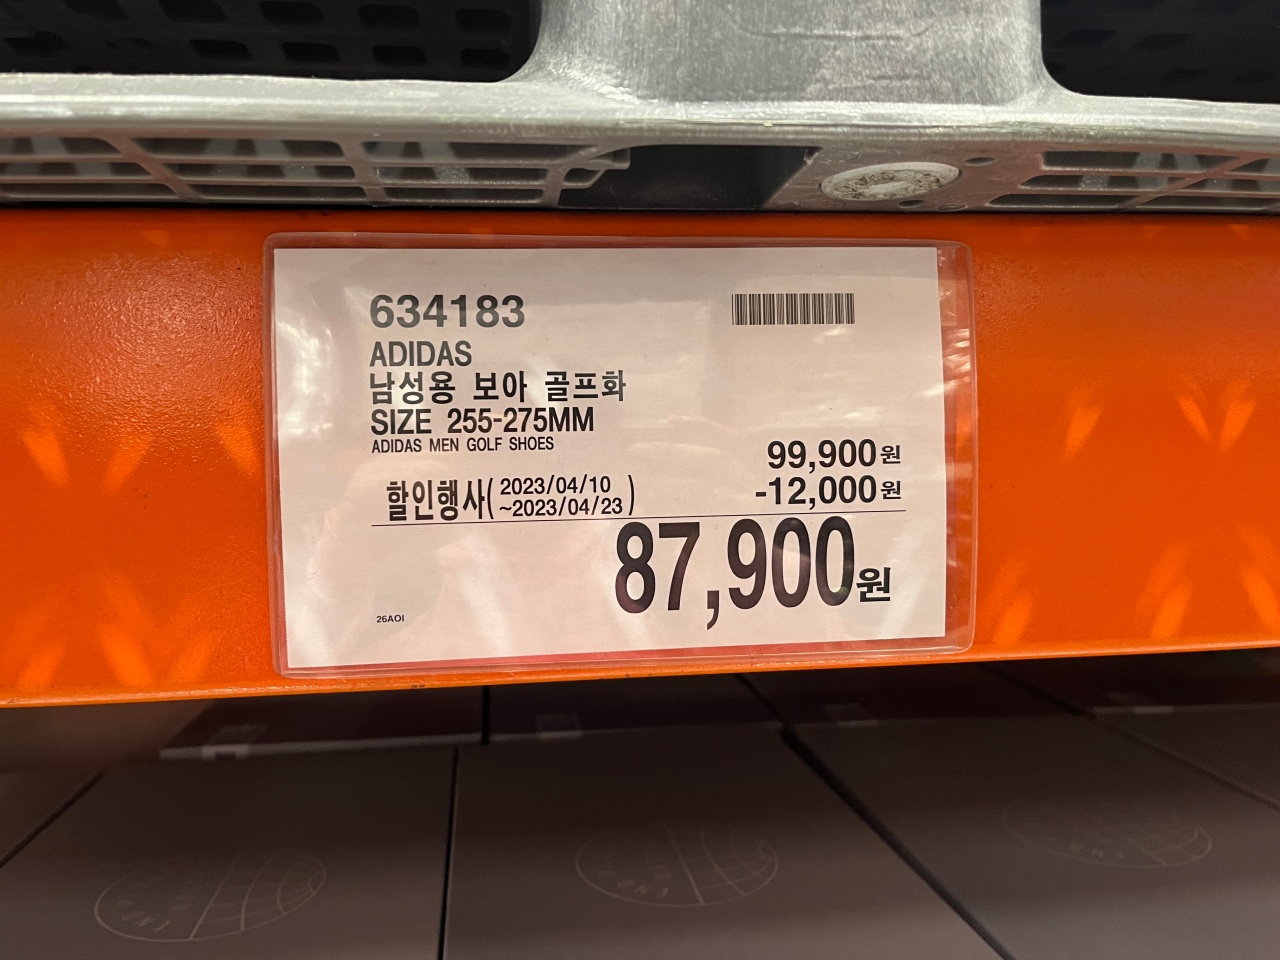 634183
ADIDAS
남성용 보아 골프화
SIZE 255-275MM
ADIDAS MEN GOLF SHOES
99,900원
할인행사( 2023/04/10
~2023/04/23 )
-12,000원
87,900원
26AOI